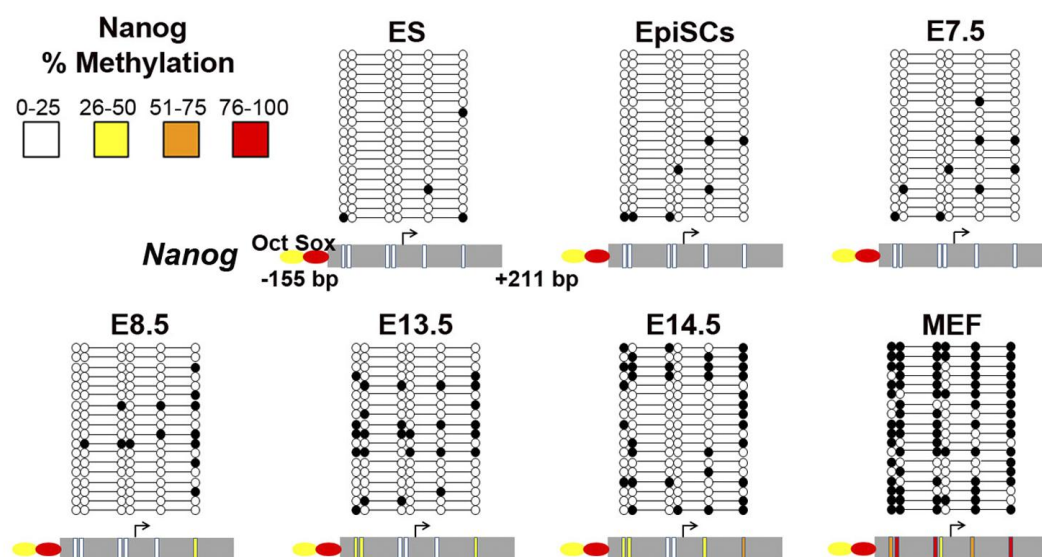 Nanog
% Methylation
0-25 26-50 51-75 76-100
ES
EpiSCs
E7.5
Nanog
Oct Sox
-155 bp
+211 bp
E8.5
E13.5
E14.5
MEF